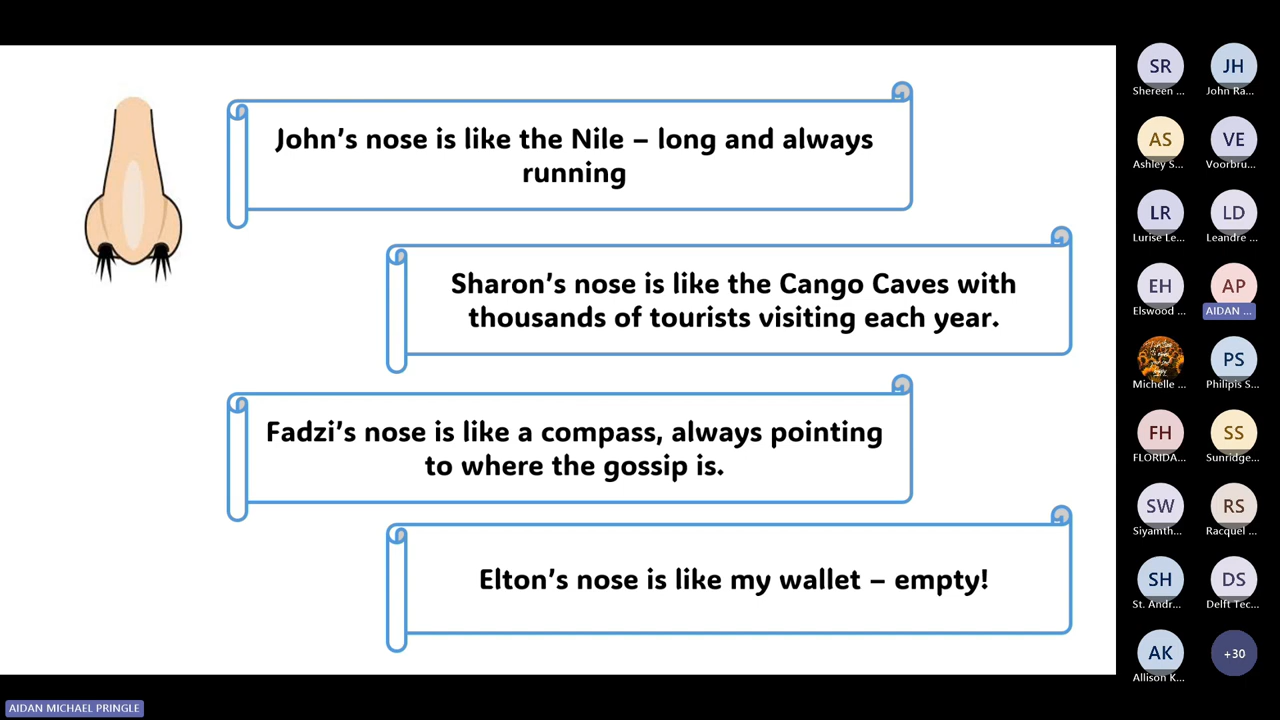 John's nose is like the Nile – long and always
running
Sharon's nose is like the Cango Caves with
thousands of tourists visiting each year.
Fadzi's nose is like a compass, always pointing
to where the gossip is.
Elton's nose is like my wallet – empty!
SR
Shereen ...
JH
John Ra...
AS
Ashley S...
VE
Voorbru...
LR
Lurise Le...
LD
Leandre ...
EH
Elswood ...
AP
AIDAN ...
Michelle ...
PS
Philipis S...
FH
FLORIDA...
SS
Sunridge...
SW
Siyamth...
RS
Racquel ...
SH
St. Andr...
DS
Delft Tec...
AK
Allison K...
+30
AIDAN MICHAEL PRINGLE